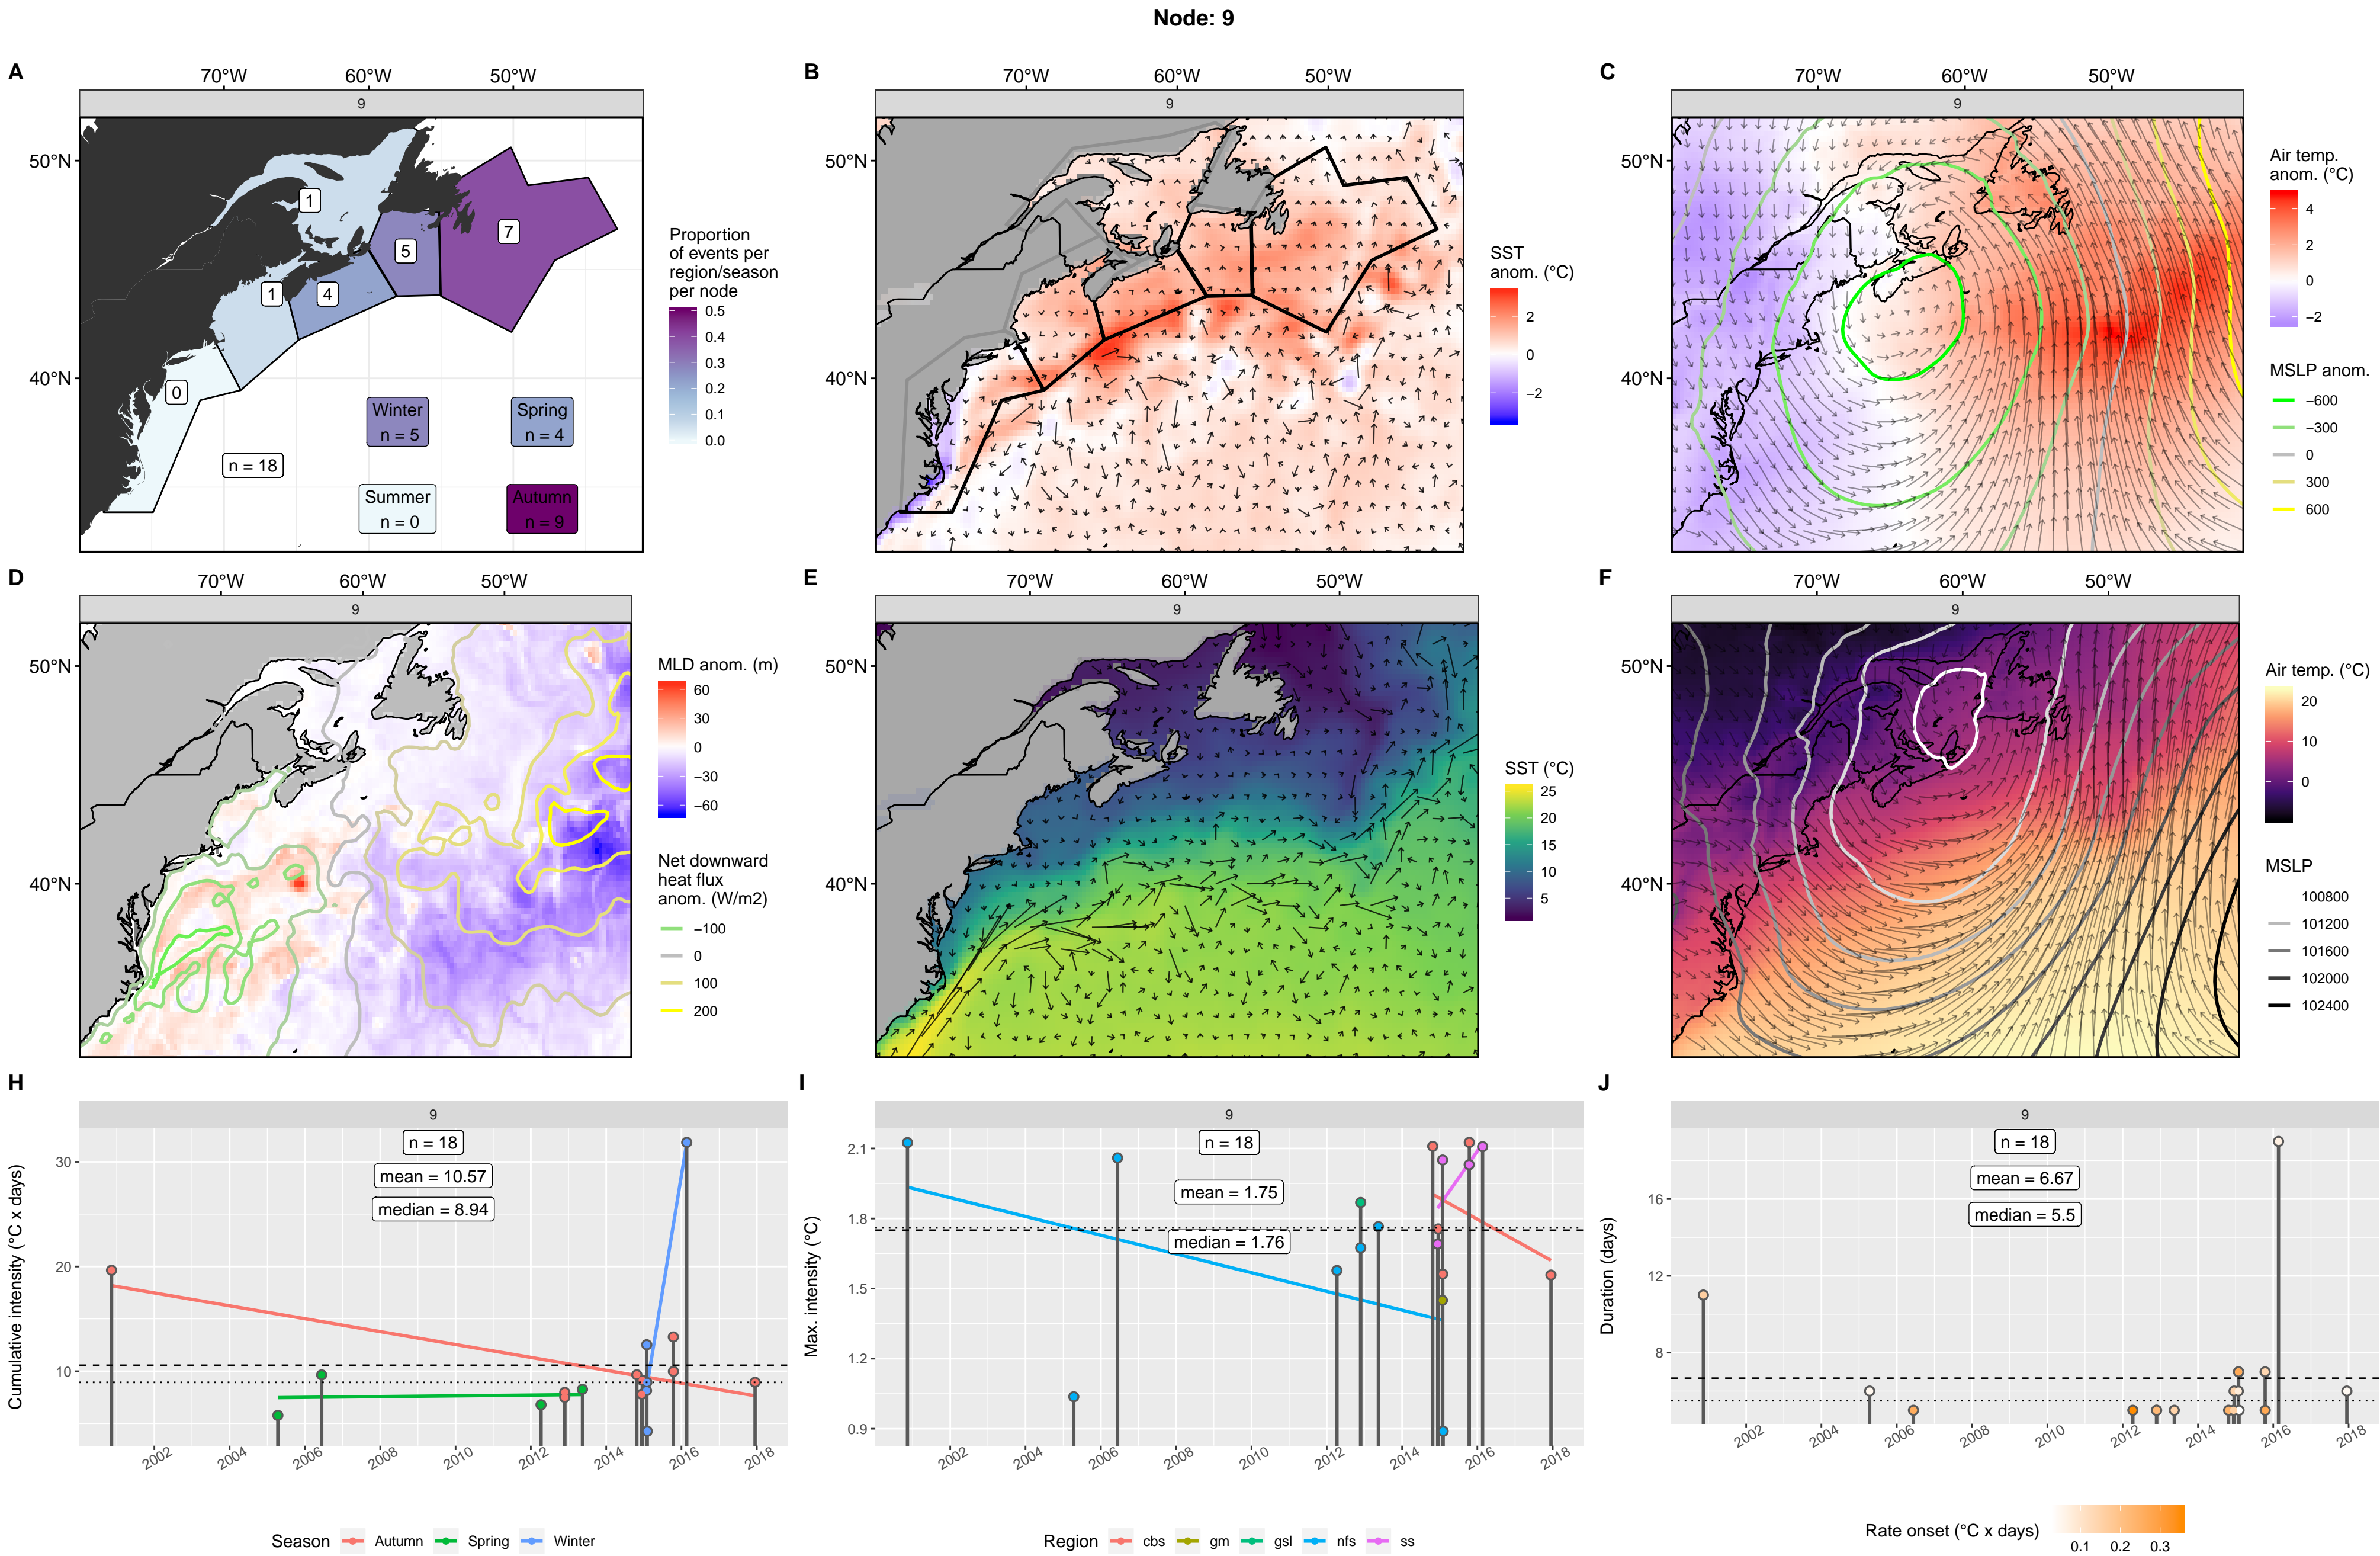 Node: 9
A
70°W 60°W 50°W
9
50°N
40°N
1
5
7
1
4
0
n = 18
Winter
n = 5
Spring
n = 4
Summer
n = 0
Autumn
n = 9
Proportion
of events per
region/season
per node
0.5
0.4
0.3
0.2
0.1
0.0
B
70°W 60°W 50°W
9
50°N
40°N
SST
anom. (°C)
2
0
−2
C
70°W 60°W 50°W
9
50°N
40°N
Air temp.
anom. (°C)
4
2
0
−2
MSLP anom.
−600
−300
0
300
600
D
70°W 60°W 50°W
9
50°N
40°N
MLD anom. (m)
60
30
0
−30
−60
Net downward
heat flux
anom. (W/m2)
−100
0
100
200
E
70°W 60°W 50°W
9
50°N
40°N
SST (°C)
25
20
15
10
5
F
70°W 60°W 50°W
9
50°N
40°N
Air temp. (°C)
20
10
0
MSLP
100800
101200
101600
102000
102400
H
9
n = 18
mean = 10.57
median = 8.94
Cumulative intensity (°C x days)
30
20
10
2002 2004 2006 2008 2010 2012 2014 2016 2018
Season Autumn Spring Winter
I
9
n = 18
mean = 1.75
median = 1.76
Max. intensity (°C)
2.1
1.8
1.5
1.2
0.9
2002 2004 2006 2008 2010 2012 2014 2016 2018
Region cbs gm gsl nfs ss
J
9
n = 18
mean = 6.67
median = 5.5
Duration (days)
16
12
8
2002 2004 2006 2008 2010 2012 2014 2016 2018
Rate onset (°C x days)
0.1 0.2 0.3